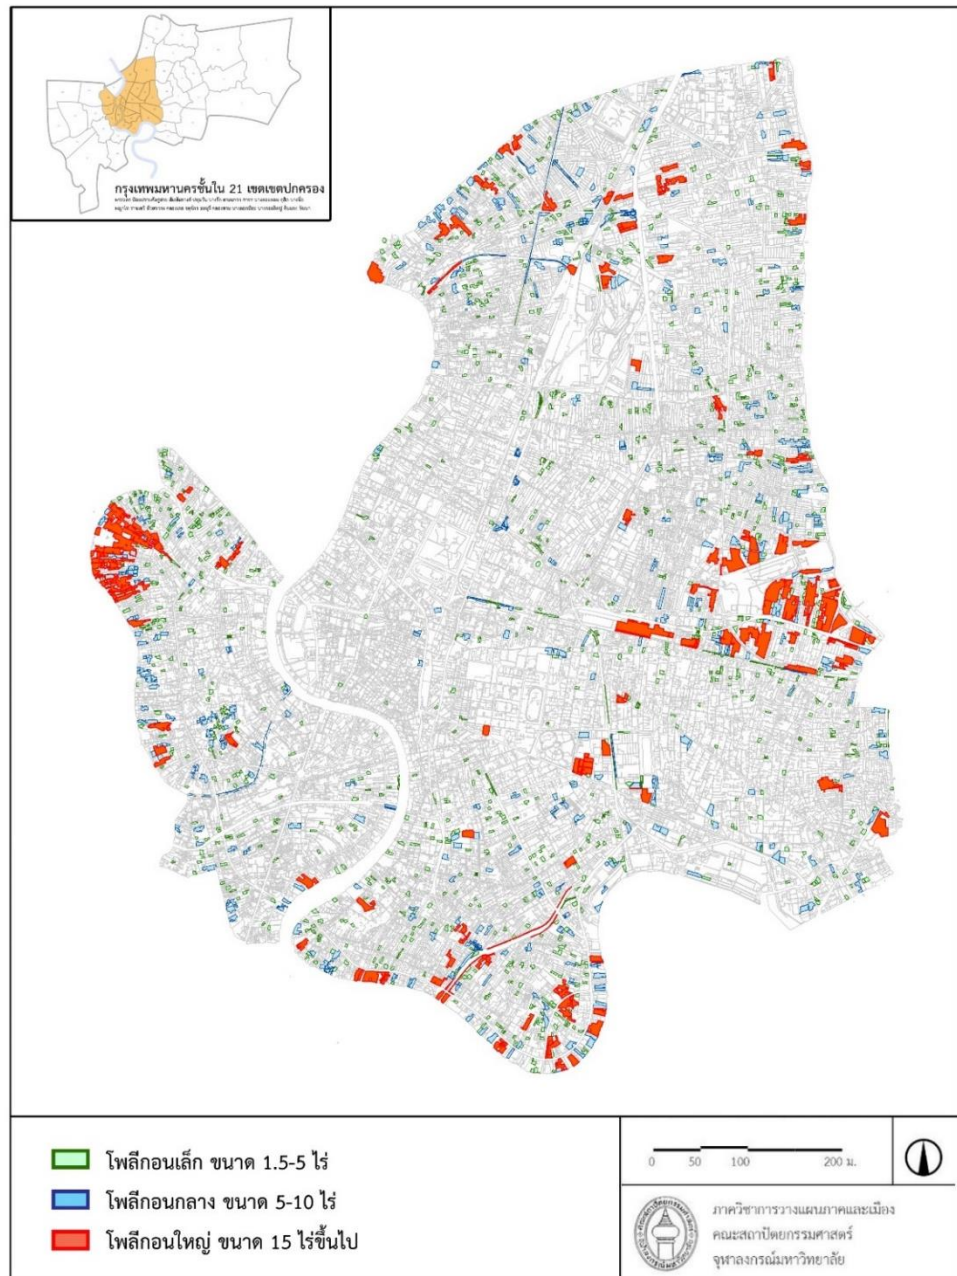 กรุงเทพมหานครชั้นใน 21 เขตเขตปกครอง
โพลีกอนเล็ก ขนาด 1.5-5 ไร่
โพลีกอนกลาง ขนาด 5-10 ไร่
โพลีกอนใหญ่ ขนาด 15 ไร่ขึ้นไป
0 50 100 200 ม.
ภาควิชาการวางแผนภาคและเมือง
คณะสถาปัตยกรรมศาสตร์
จุฬาลงกรณ์มหาวิทยาลัย